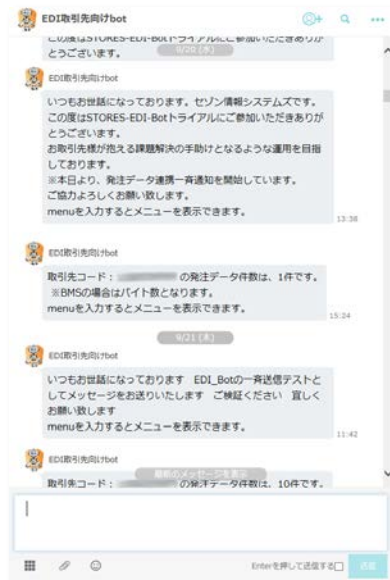 EDI取引先向けbot
この度はSTORES-EDI-Botトライアルにご参加いただきありが
とうございます。
9/20 (水)
EDI取引先向けbot
いつもお世話になっております。セゾン情報システムズです。
この度はSTORES-EDI-Botトライアルにご参加いただきありが
とうございます。
お取引先様が抱える課題解決の手助けとなるような運用を目指
しております。
※本日より、発注データ連携一斉通知を開始しています。
ご協力よろしくお願い致します。
menuを入力するとメニューを表示できます。
13:38
EDI取引先向けbot
取引先コード: の発注データ件数は、1件です。
※BMSの場合はバイト数となります。
menuを入力するとメニューを表示できます。
15:24
9/21 (木)
EDI取引先向けbot
いつもお世話になっております EDI_Botの一斉送信テストと
してメッセージをお送りいたします ご検証ください 宜しく
お願い致します
menuを入力するとメニューを表示できます。
11:42
EDI取引先向けbot
最新のメッセージを表示
取引先コード: の発注データ件数は、10件です。
Enterを押して送信する
送信